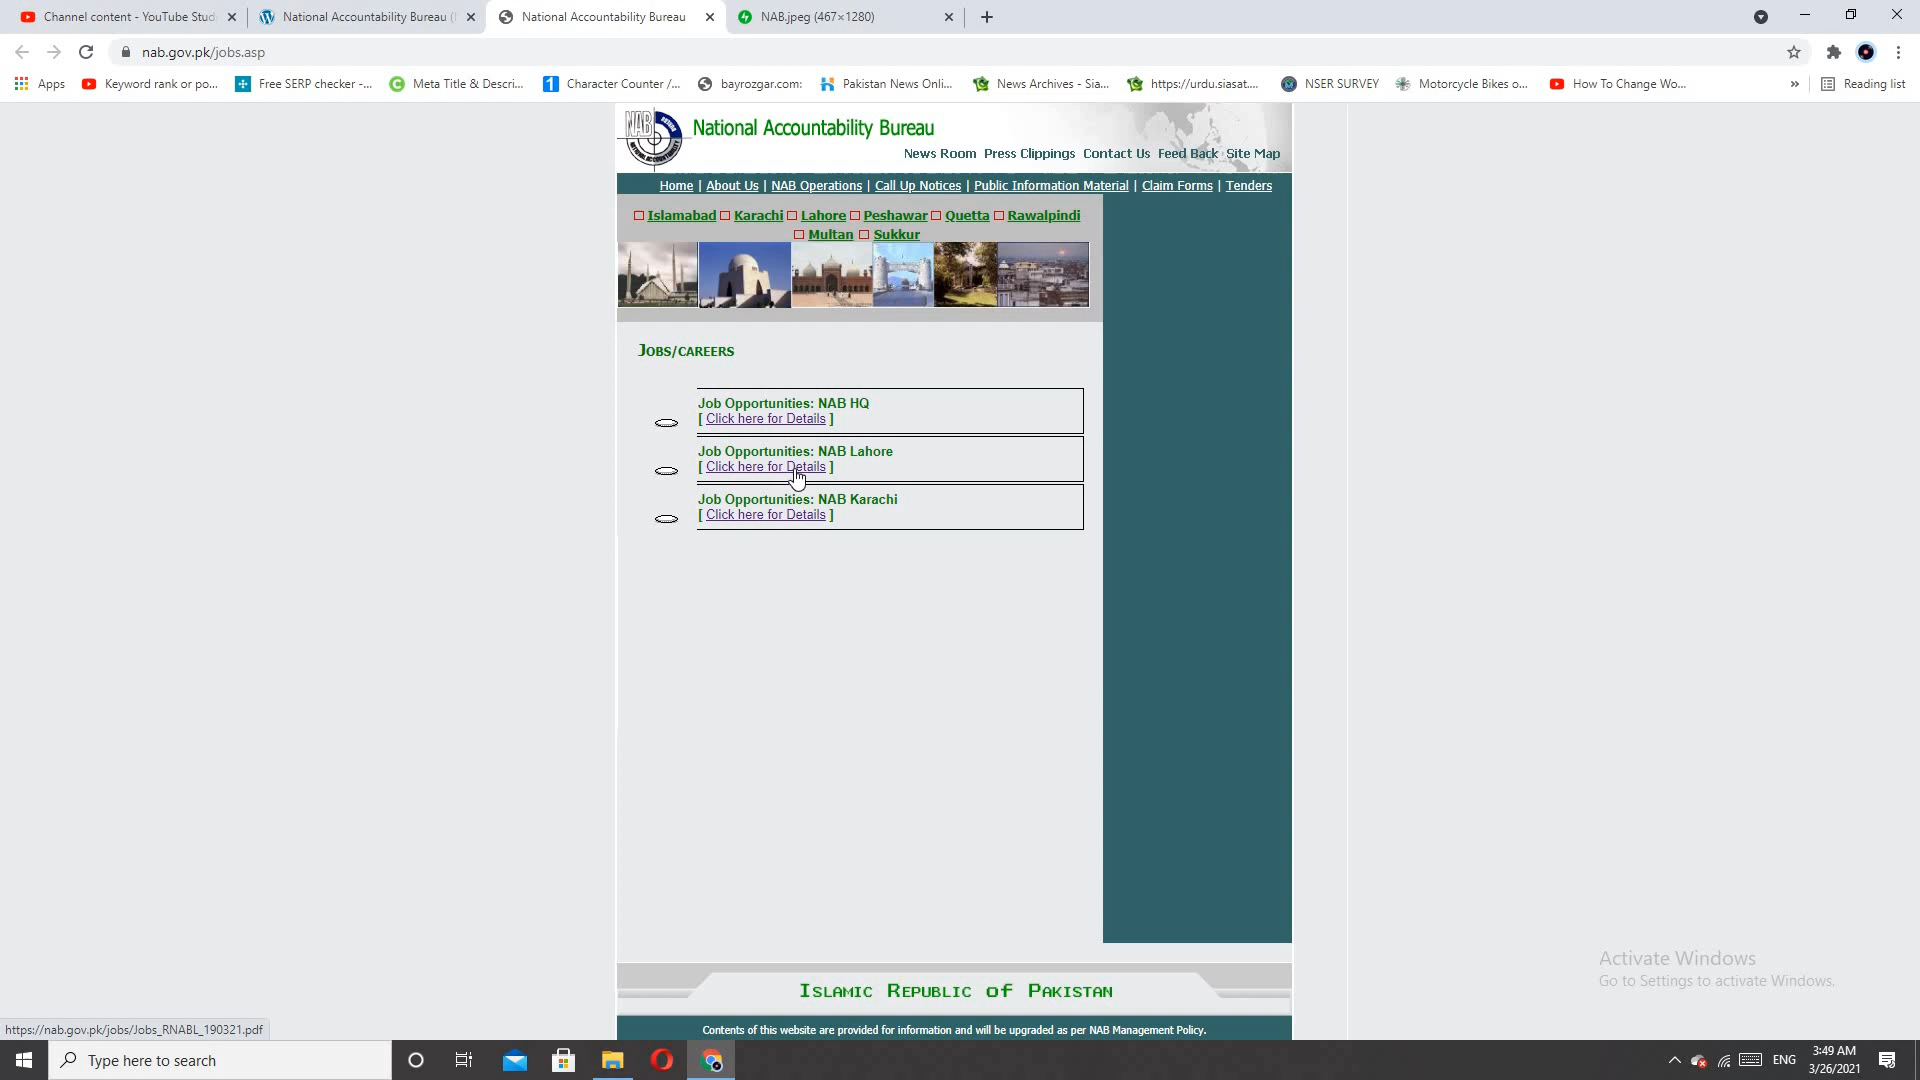 Channel content - YouTube Stud
National Accountability Bureau (
National Accountability Bureau
NAB.jpeg (467×1280)
nab.gov.pk/jobs.asp
Apps
Keyword rank or po...
Free SERP checker -...
Meta Title & Descri...
Character Counter /...
bayrozgar.com:
Pakistan News Onli...
News Archives - Sia...
https://urdu.siasat....
NSER SURVEY
Motorcycle Bikes o...
How To Change Wo...
»
Reading list
NAB
National Accountability Bureau
News Room Press Clippings Contact Us Feed Back Site Map
Home | About Us | NAB Operations | Call Up Notices | Public Information Material | Claim Forms | Tenders
Islamabad Karachi Lahore Peshawar Quetta Rawalpindi
Multan Sukkur
Jobs/careers
Job Opportunities: NAB HQ
[ Click here for Details ]
Job Opportunities: NAB Lahore
[ Click here for Details ]
Job Opportunities: NAB Karachi
[ Click here for Details ]
Activate Windows
Go to Settings to activate Windows.
Islamic Republic of Pakistan
Contents of this website are provided for information and will be upgraded as per NAB Management Policy.
https://nab.gov.pk/jobs/Jobs_RNABL_190321.pdf
Type here to search
ENG
3:49 AM
3/26/2021